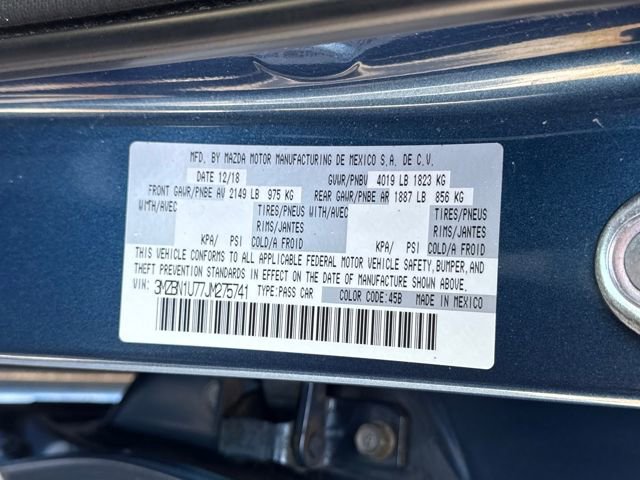 MFD. BY MAZDA MOTOR MANUFACTURING DE MEXICO S.A. DE C.V.
DATE 12/18 GVWR/PNBV 4019 LB 1823 KG
FRONT GAWR/PNBE AV 2149 LB 975 KG REAR GAWR/PNBE AR 1887 LB 856 KG
WITH/AVEC TIRES/PNEUS WITH/AVEC TIRES/PNEUS
RIMS/JANTES RIMS/JANTES
KPA/ PSI COLD/A FROID KPA/ PSI COLD/A FROID
THIS VEHICLE CONFORMS TO ALL APPLICABLE FEDERAL MOTOR VEHICLE SAFETY, BUMPER, AND
THEFT PREVENTION STANDARDS IN EFFECT ON THE DATE OF MANUFACTURE SHOWN ABOVE.
VIN: 3MZBN1U77JM275741 TYPE:PASS CAR COLOR CODE:45B MADE IN MEXICO